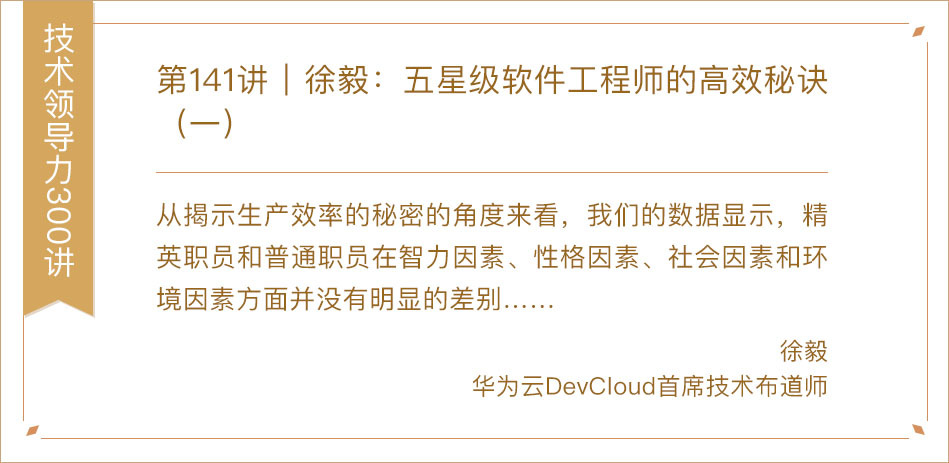 技术领导力300讲
第141讲｜徐毅：五星级软件工程师的高效秘诀
（一）
从揭示生产效率的秘密的角度来看，我们的数据显示，精
英职员和普通职员在智力因素、性格因素、社会因素和环
境因素方面并没有明显的差别……
徐毅
华为云DevCloud首席技术布道师